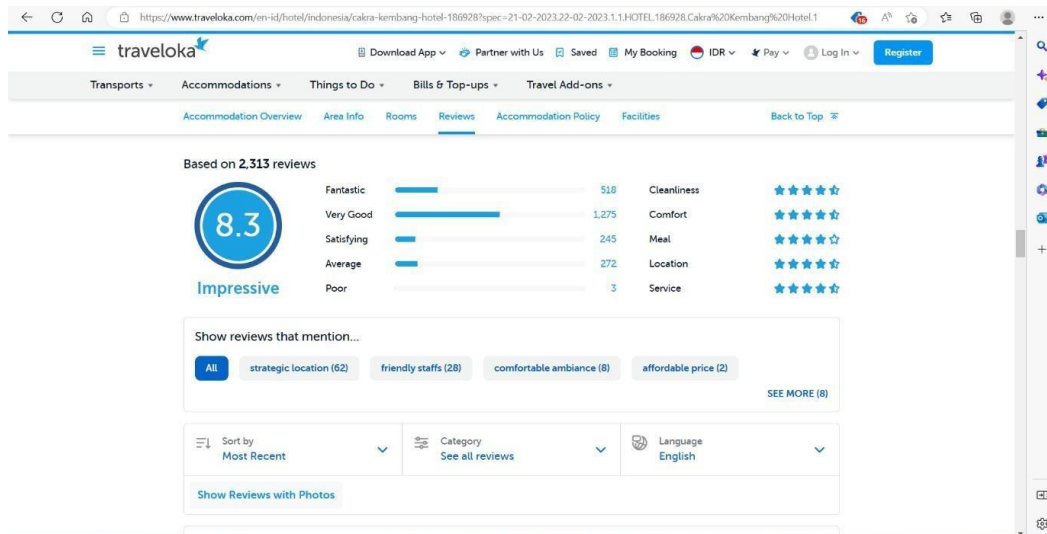 https://www.traveloka.com/en-id/hotel/indonesia/cakra-kembang-hotel-186928?spec=21-02-2023.22-02-2023.1.1.HOTEL.186928.Cakra%20Kembang%20Hotel.1
traveloka
Download App Partner with Us Saved My Booking IDR Pay Log In Register
Transports Accommodations Things to Do Bills & Top-ups Travel Add-ons
Accommodation Overview Area Info Rooms Reviews Accommodation Policy Facilities Back to Top
Based on 2,313 reviews
8.3
Impressive
Fantastic 518
Very Good 1,275
Satisfying 245
Average 272
Poor 3
Cleanliness
Comfort
Meal
Location
Service
Show reviews that mention...
All strategic location (62) friendly staffs (28) comfortable ambiance (8) affordable price (2)
SEE MORE (8)
Sort by
Most Recent
Category
See all reviews
Language
English
Show Reviews with Photos